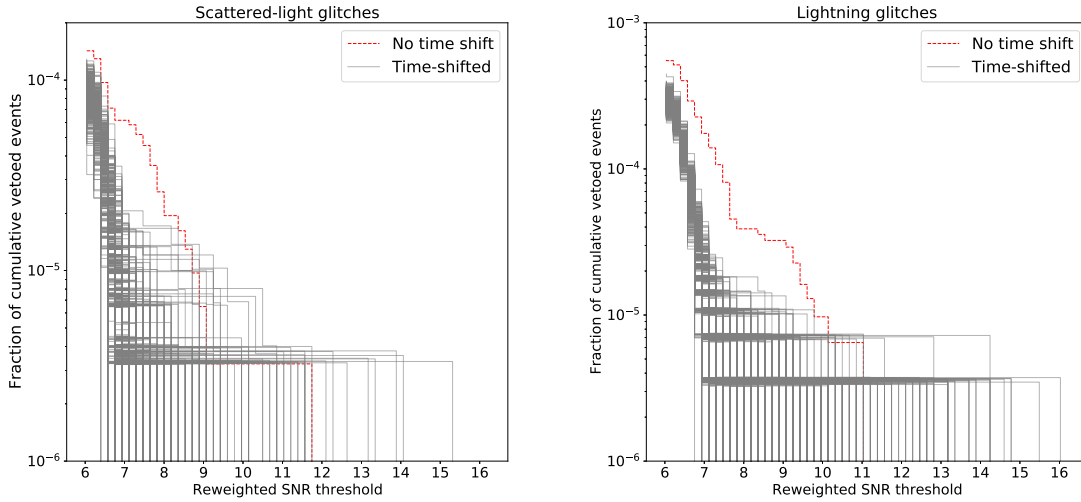 Scattered-light glitches
No time shift
Time-shifted
10⁻⁴
10⁻⁵
10⁻⁶
Fraction of cumulative vetoed events
6 7 8 9 10 11 12 13 14 15 16
Reweighted SNR threshold
Lightning glitches
No time shift
Time-shifted
10⁻³
10⁻⁴
10⁻⁵
10⁻⁶
Fraction of cumulative vetoed events
6 7 8 9 10 11 12 13 14 15 16
Reweighted SNR threshold